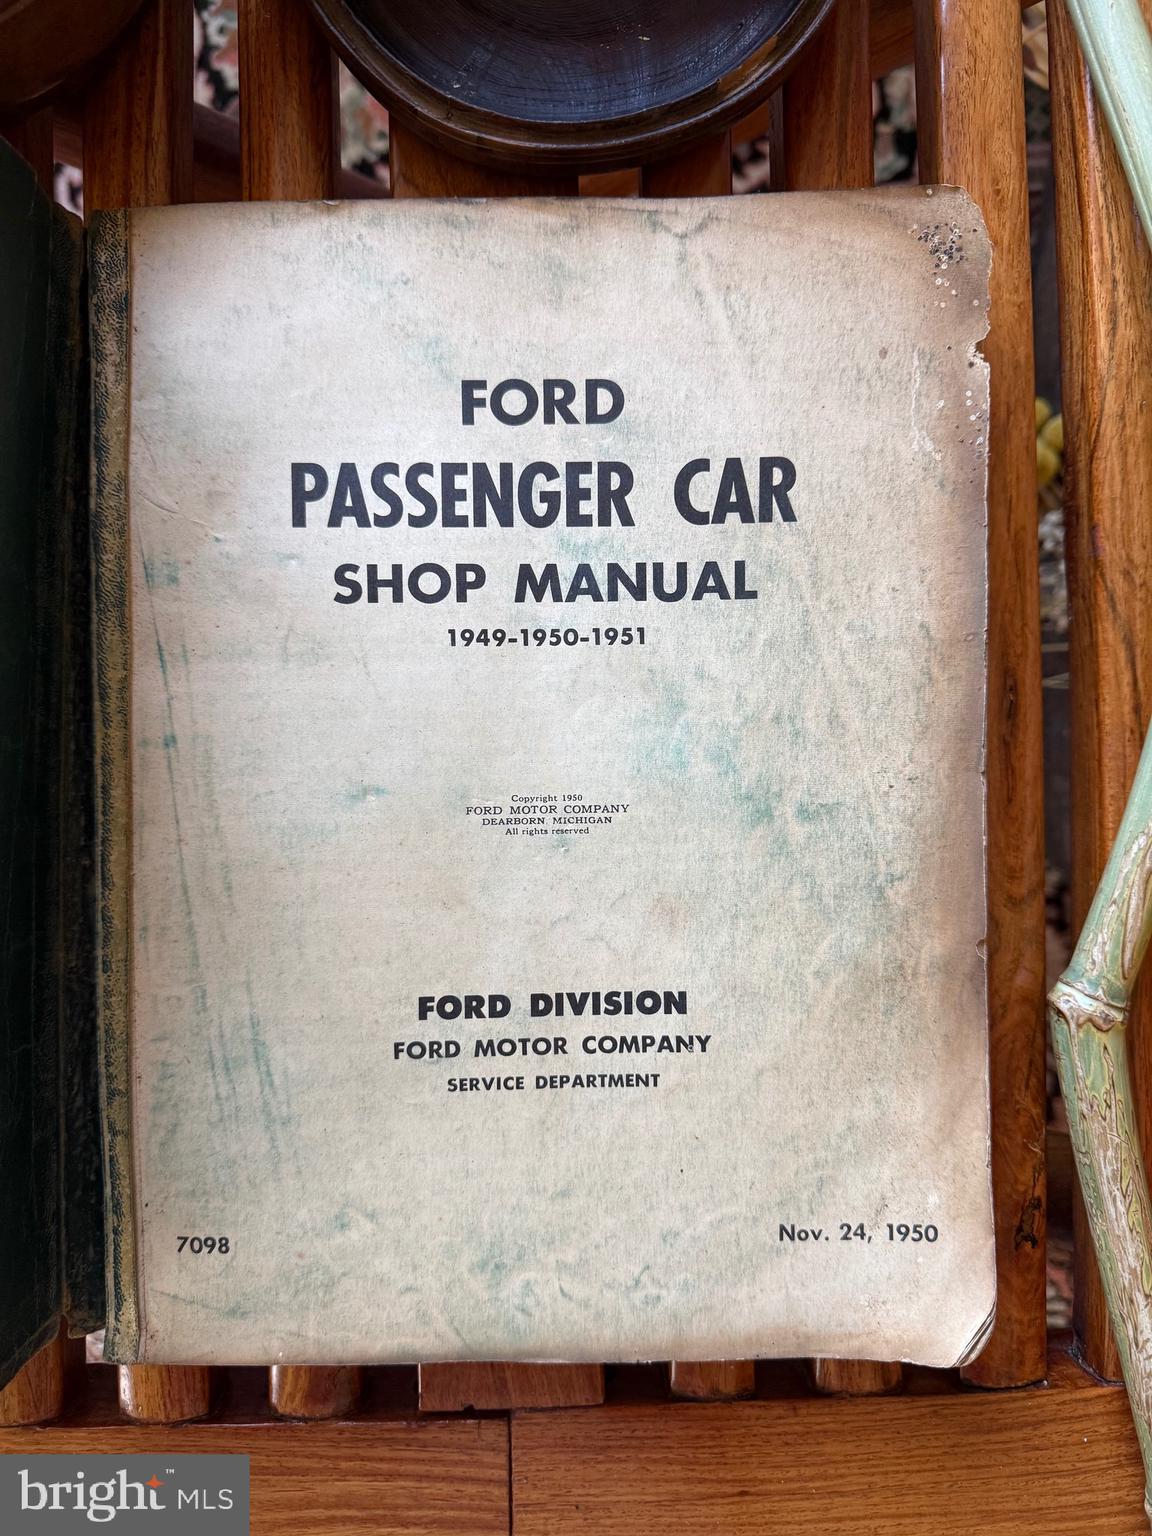 FORD
PASSENGER CAR
SHOP MANUAL
1949-1950-1951
Copyright 1950
FORD MOTOR COMPANY
DEARBORN, MICHIGAN
All rights reserved
FORD DIVISION
FORD MOTOR COMPANY
SERVICE DEPARTMENT
7098
Nov. 24, 1950
bright™ MLS